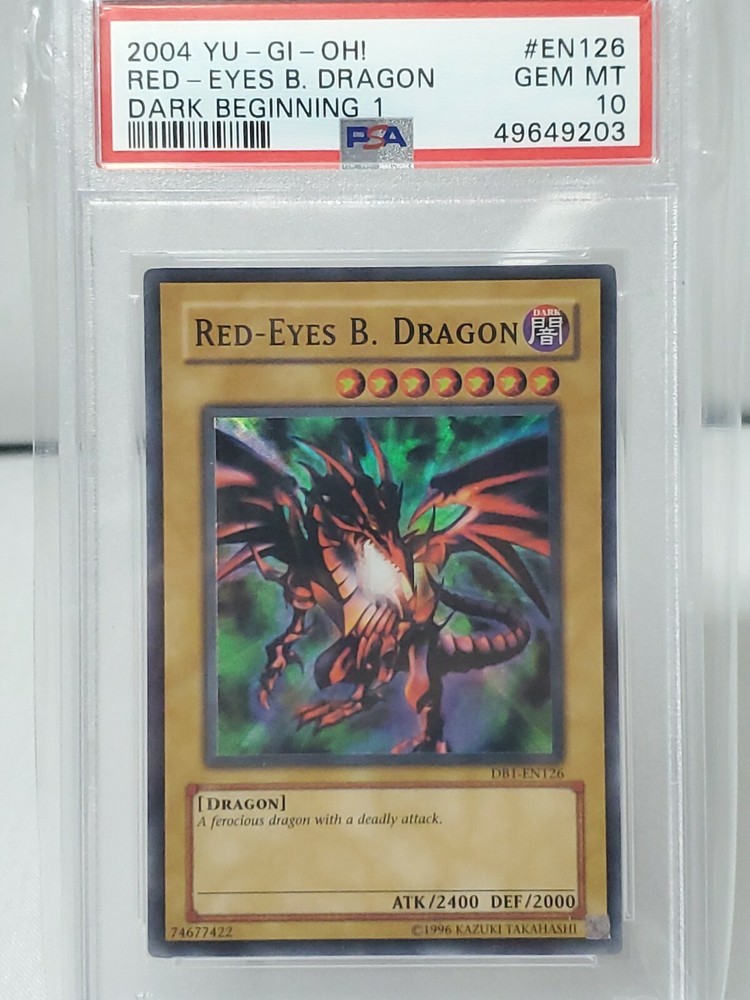 2004 YU-GI-OH! #EN126
RED-EYES B. DRAGON GEM MT
DARK BEGINNING 1 10
PSA 49649203
RED-EYES B. DRAGON
DARK
闇
DB1-EN126
[DRAGON]
A ferocious dragon with a deadly attack.
ATK/2400 DEF/2000
74677422 ©1996 KAZUKI TAKAHASHI